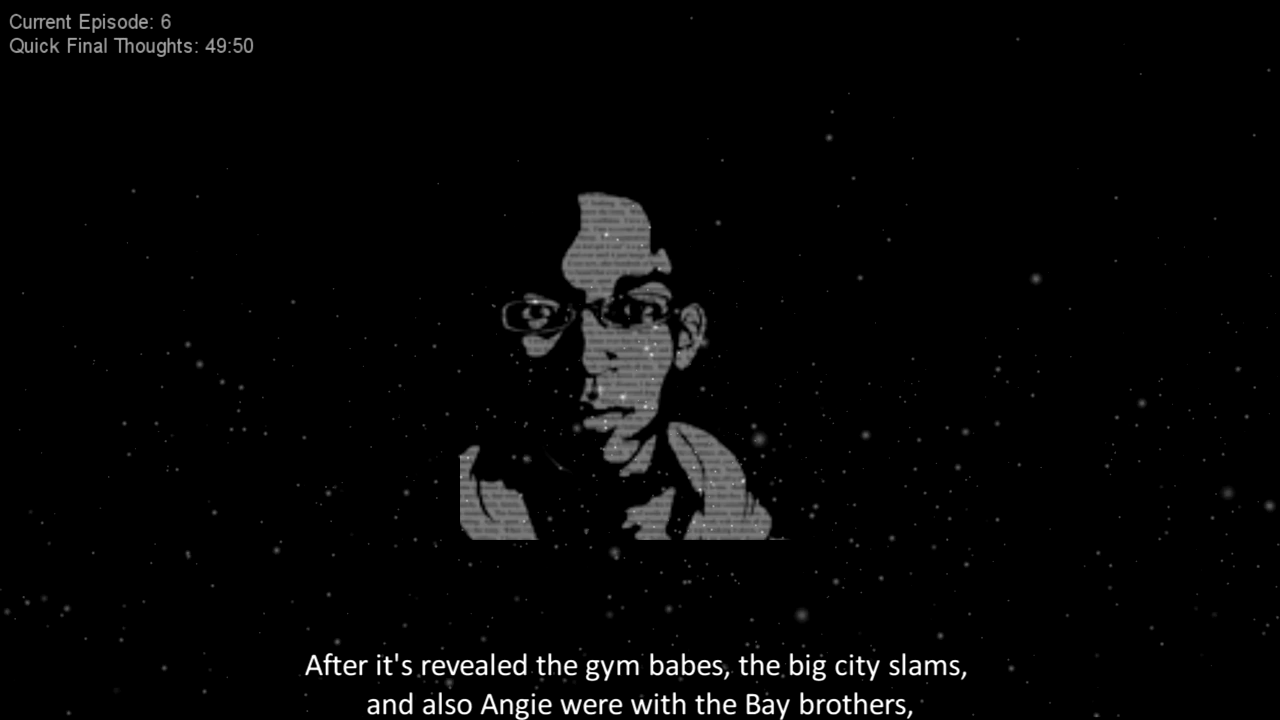 Current Episode: 6
Quick Final Thoughts: 49:50
After it's revealed the gym babes, the big city slams,
and also Angie were with the Bay brothers,